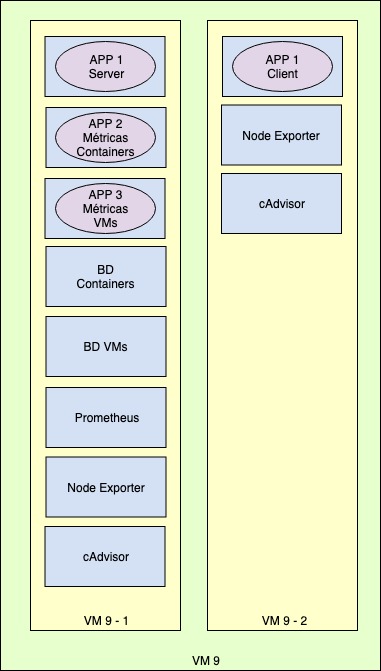 APP 1
Server
APP 2
Métricas
Containers
APP 3
Métricas
VMs
BD
Containers
BD VMs
Prometheus
Node Exporter
cAdvisor
VM 9 - 1
APP 1
Client
Node Exporter
cAdvisor
VM 9 - 2
VM 9